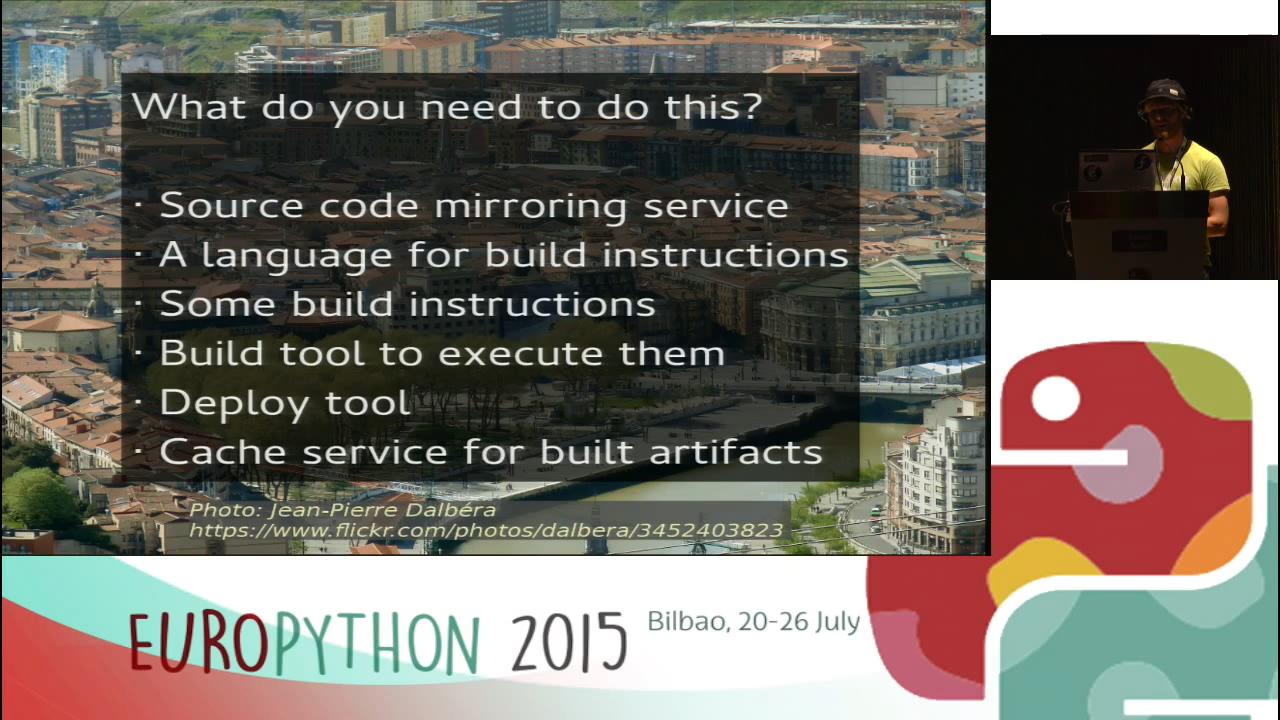 What do you need to do this?
· Source code mirroring service
· A language for build instructions
· Some build instructions
· Build tool to execute them
· Deploy tool
· Cache service for built artifacts
Photo: Jean-Pierre Dalbéra
https://www.flickr.com/photos/dalbera/3452403823
EUROPYTHON 2015
Bilbao, 20-26 July